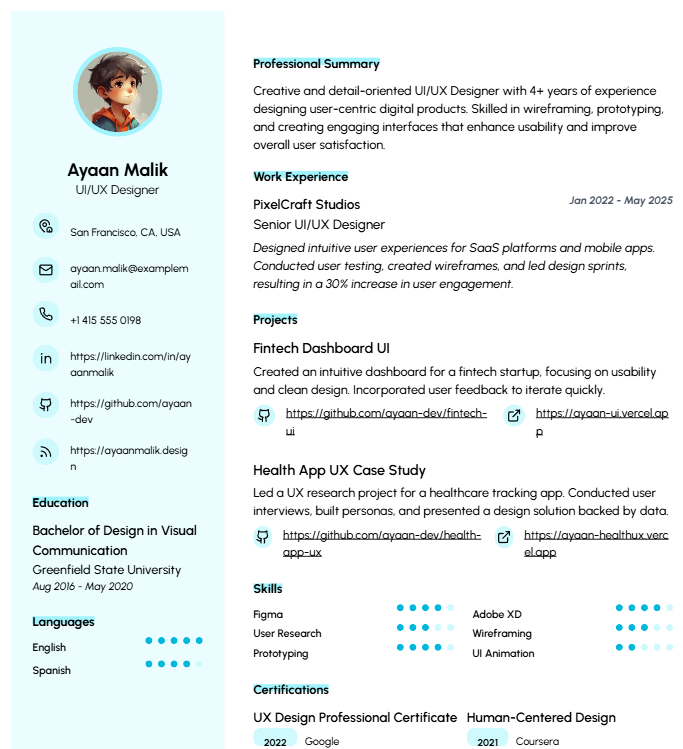 Ayaan Malik
UI/UX Designer
San Francisco, CA, USA
ayaan.malik@examplem
ail.com
+1 415 555 0198
https://linkedin.com/in/ay
aanmalik
https://github.com/ayaan
-dev
https://ayaanmalik.desig
n
Education
Bachelor of Design in Visual
Communication
Greenfield State University
Aug 2016 - May 2020
Languages
English
Spanish
Professional Summary
Creative and detail-oriented UI/UX Designer with 4+ years of experience
designing user-centric digital products. Skilled in wireframing, prototyping,
and creating engaging interfaces that enhance usability and improve
overall user satisfaction.
Work Experience
PixelCraft Studios
Jan 2022 - May 2025
Senior UI/UX Designer
Designed intuitive user experiences for SaaS platforms and mobile apps.
Conducted user testing, created wireframes, and led design sprints,
resulting in a 30% increase in user engagement.
Projects
Fintech Dashboard UI
Created an intuitive dashboard for a fintech startup, focusing on usability
and clean design. Incorporated user feedback to iterate quickly.
https://github.com/ayaan-dev/fintech-
ui
https://ayaan-ui.vercel.ap
p
Health App UX Case Study
Led a UX research project for a healthcare tracking app. Conducted user
interviews, built personas, and presented a design solution backed by data.
https://github.com/ayaan-dev/health-
app-ux
https://ayaan-healthux.verc
el.app
Skills
Figma
Adobe XD
User Research
Wireframing
Prototyping
UI Animation
Certifications
UX Design Professional Certificate
2022 Google
Human-Centered Design
2021 Coursera